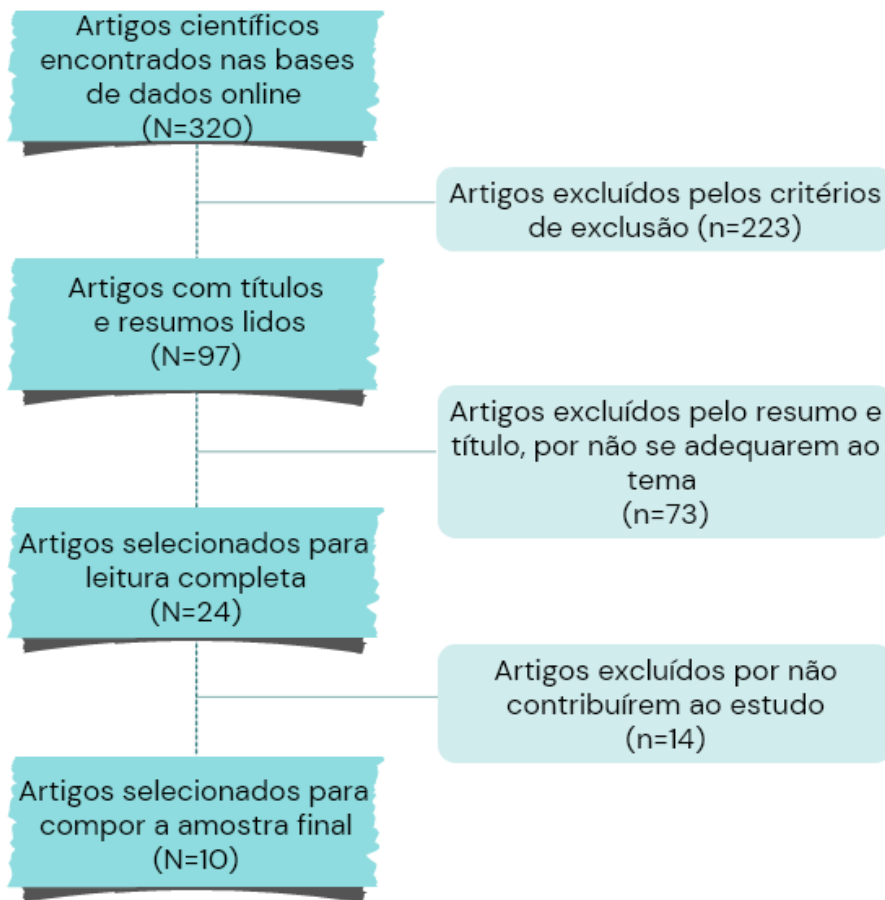 Artigos científicos
encontrados nas bases
de dados online
(N=320)
Artigos excluídos pelos critérios
de exclusão (n=223)
Artigos com títulos
e resumos lidos
(N=97)
Artigos excluídos pelo resumo e
título, por não se adequarem ao
tema
(n=73)
Artigos selecionados para
leitura completa
(N=24)
Artigos excluídos por não
contribuírem ao estudo
(n=14)
Artigos selecionados para
compor a amostra final
(N=10)